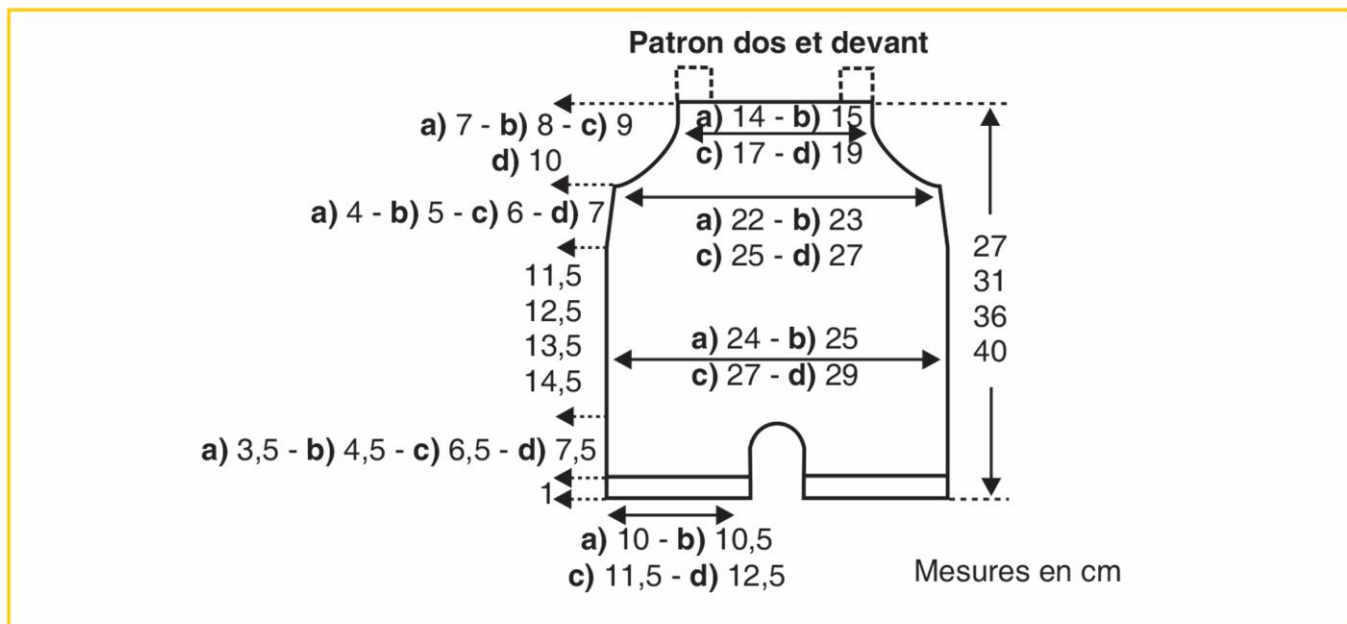 Patron dos et devant
a) 7 - b) 8 - c) 9
d) 10
a) 14 - b) 15
c) 17 - d) 19
a) 4 - b) 5 - c) 6 - d) 7
a) 22 - b) 23
c) 25 - d) 27
11,5
12,5
13,5
14,5
27
31
36
40
a) 24 - b) 25
c) 27 - d) 29
a) 3,5 - b) 4,5 - c) 6,5 - d) 7,5
1
a) 10 - b) 10,5
c) 11,5 - d) 12,5
Mesures en cm